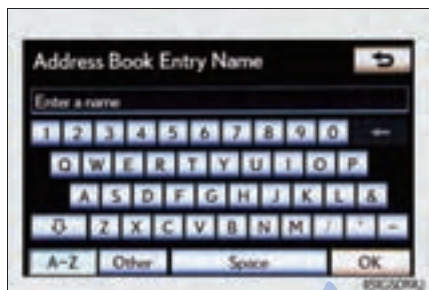 Address Book Entry Name
Enter a name
1 2 3 4 5 6 7 8 9 0
Q W E R T Y U I O P
A S D F G H J K L &
Z X C V B N M / ' -
A-Z Other Space OK